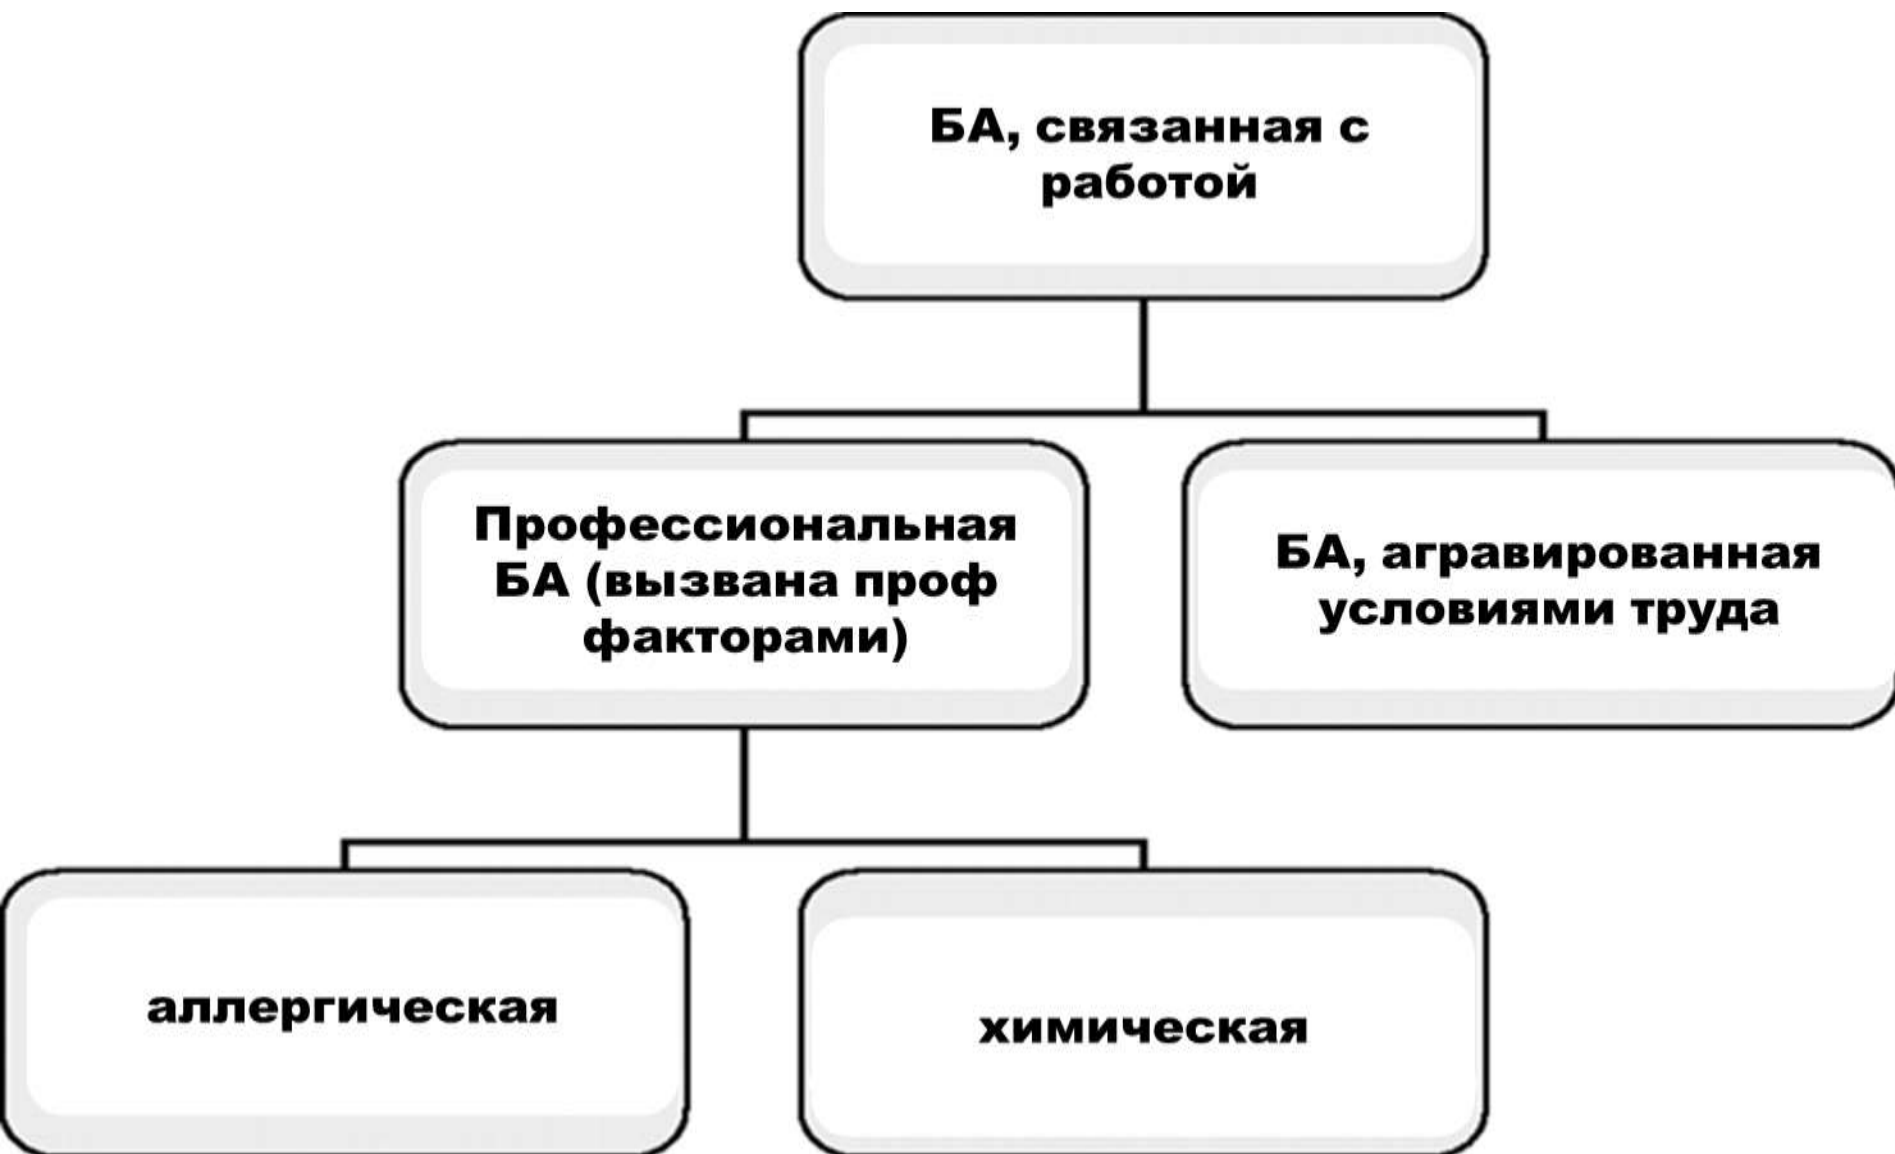 БА, связанная с
работой
Профессиональная
БА (вызвана проф
факторами)
БА, агравированная
условиями труда
аллергическая
химическая